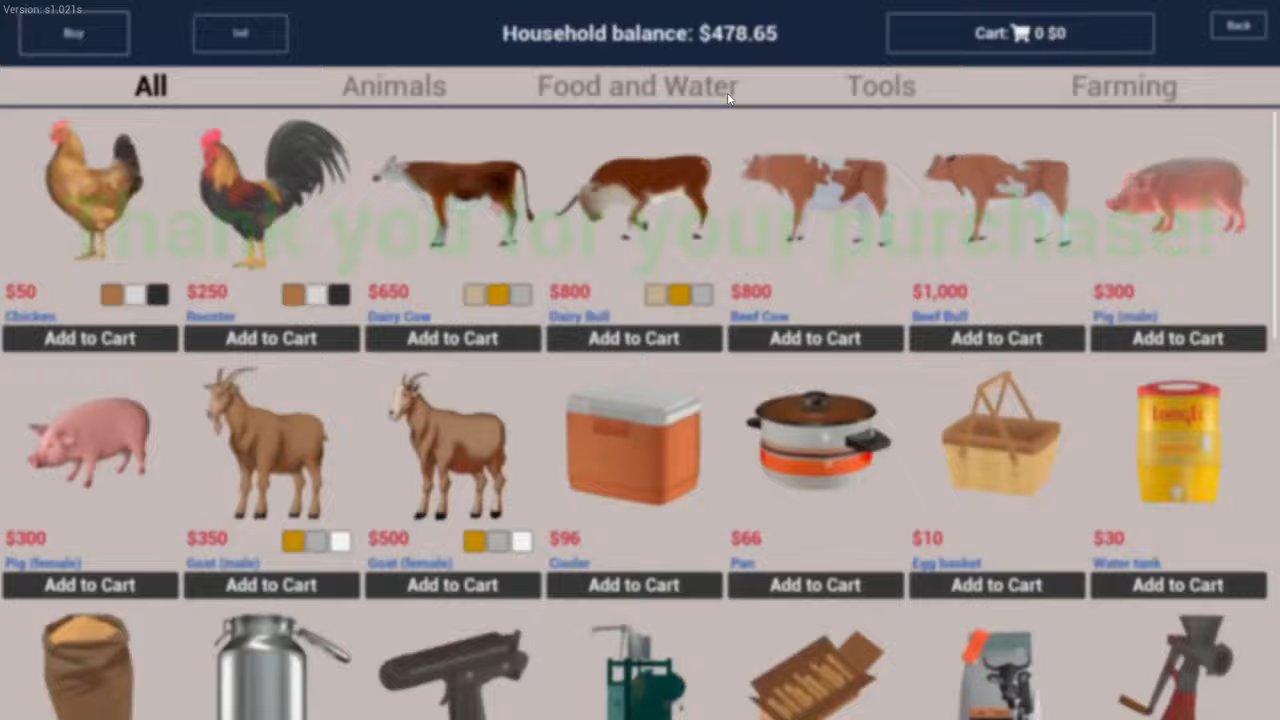 Version: s1.021s
Buy
Sell
Household balance: $478.65
Cart: 0 $0
Back
All
Animals
Food and Water
Tools
Farming
Thank you for your purchase!
$50
$250
$650
$800
$800
$1,000
$300
Chicken
Rooster
Dairy Cow
Dairy Bull
Beef Cow
Beef Bull
Pig (male)
Add to Cart
Add to Cart
Add to Cart
Add to Cart
Add to Cart
Add to Cart
Add to Cart
$300
$350
$500
$96
$66
$10
$30
Pig (female)
Goat (male)
Goat (female)
Cooler
Pan
Egg basket
Water tank
Add to Cart
Add to Cart
Add to Cart
Add to Cart
Add to Cart
Add to Cart
Add to Cart